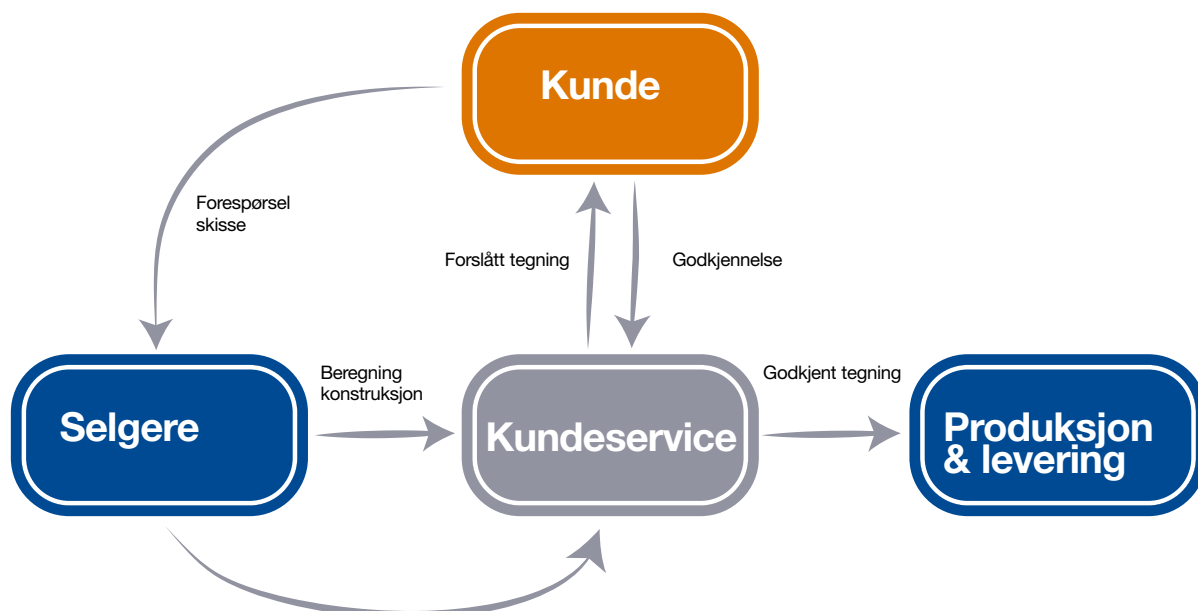 Kunde
Forespørsel
skisse
Forslått tegning
Godkjennelse
Selgere
Beregning
konstruksjon
Kundeservice
Godkjent tegning
Produksjon
& levering